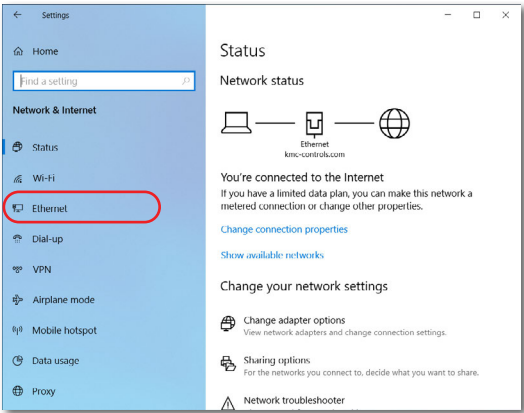 Settings
Home
Find a setting
Network & Internet
Status
Wi-Fi
Ethernet
Dial-up
VPN
Airplane mode
Mobile hotspot
Data usage
Proxy
Status
Network status
Ethernet
kmc-controls.com
You're connected to the Internet
If you have a limited data plan, you can make this network a
metered connection or change other properties.
Change connection properties
Show available networks
Change your network settings
Change adapter options
View network adapters and change connection settings.
Sharing options
For the networks you connect to, decide what you want to share.
Network troubleshooter